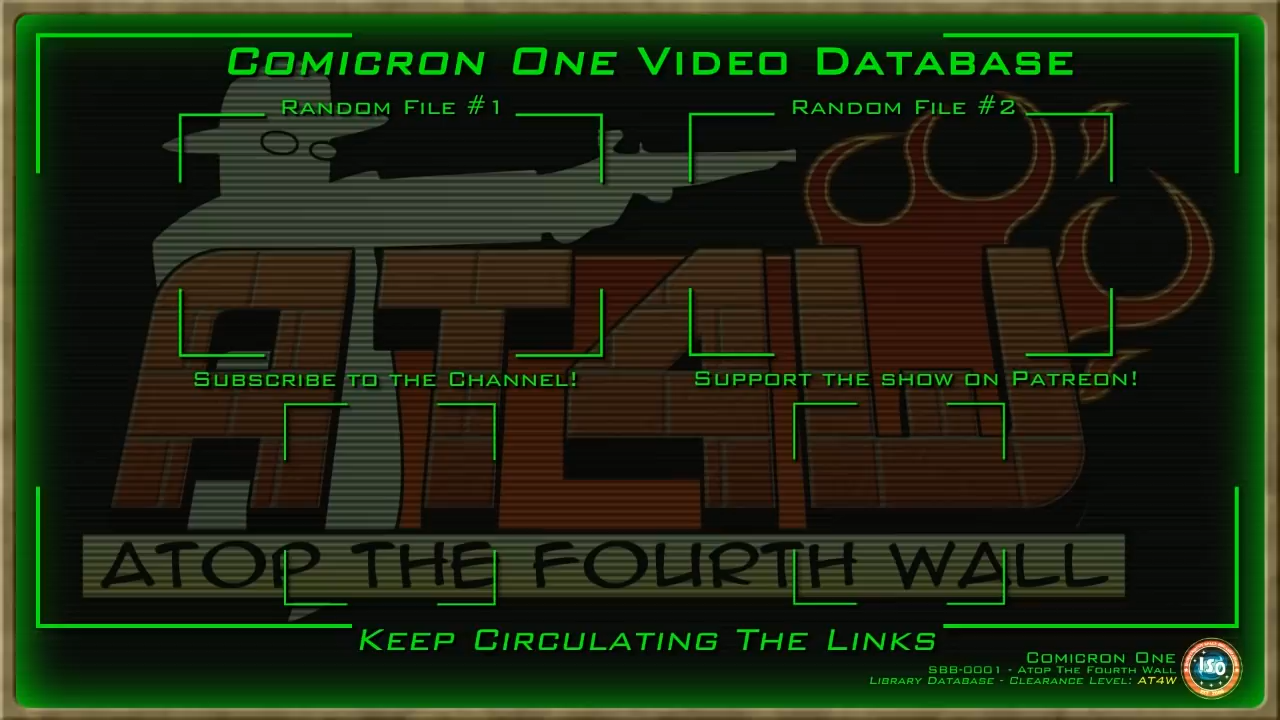 Comicron One Video Database
Random File #1
Random File #2
AT4W
Subscribe to the Channel!
Support the show on Patreon!
ATOP THE FOURTH WALL
Keep Circulating The Links
Comicron One
SBB-0001 - Atop The Fourth Wall
Library Database - Clearance Level: AT4W
ISO